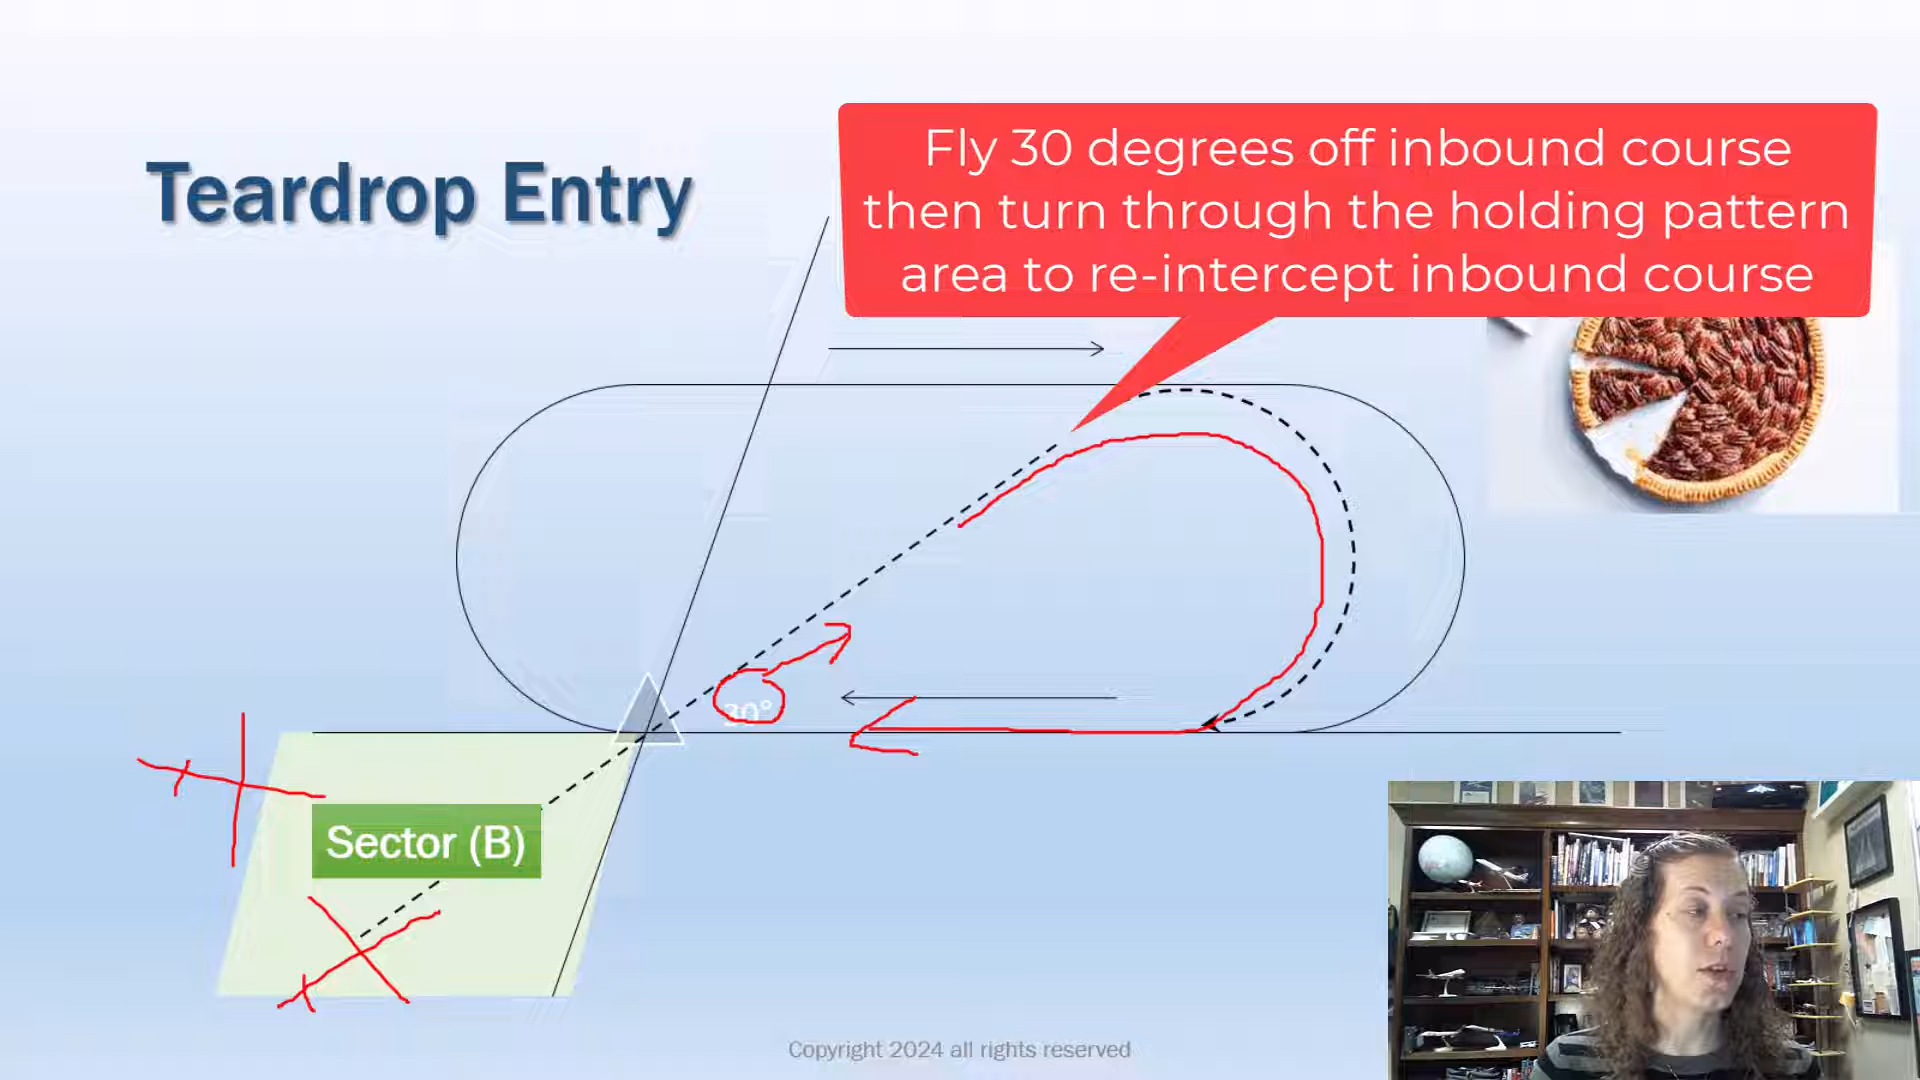 Teardrop Entry
Fly 30 degrees off inbound course
then turn through the holding pattern
area to re-intercept inbound course
30°
Sector (B)
Copyright 2024 all rights reserved